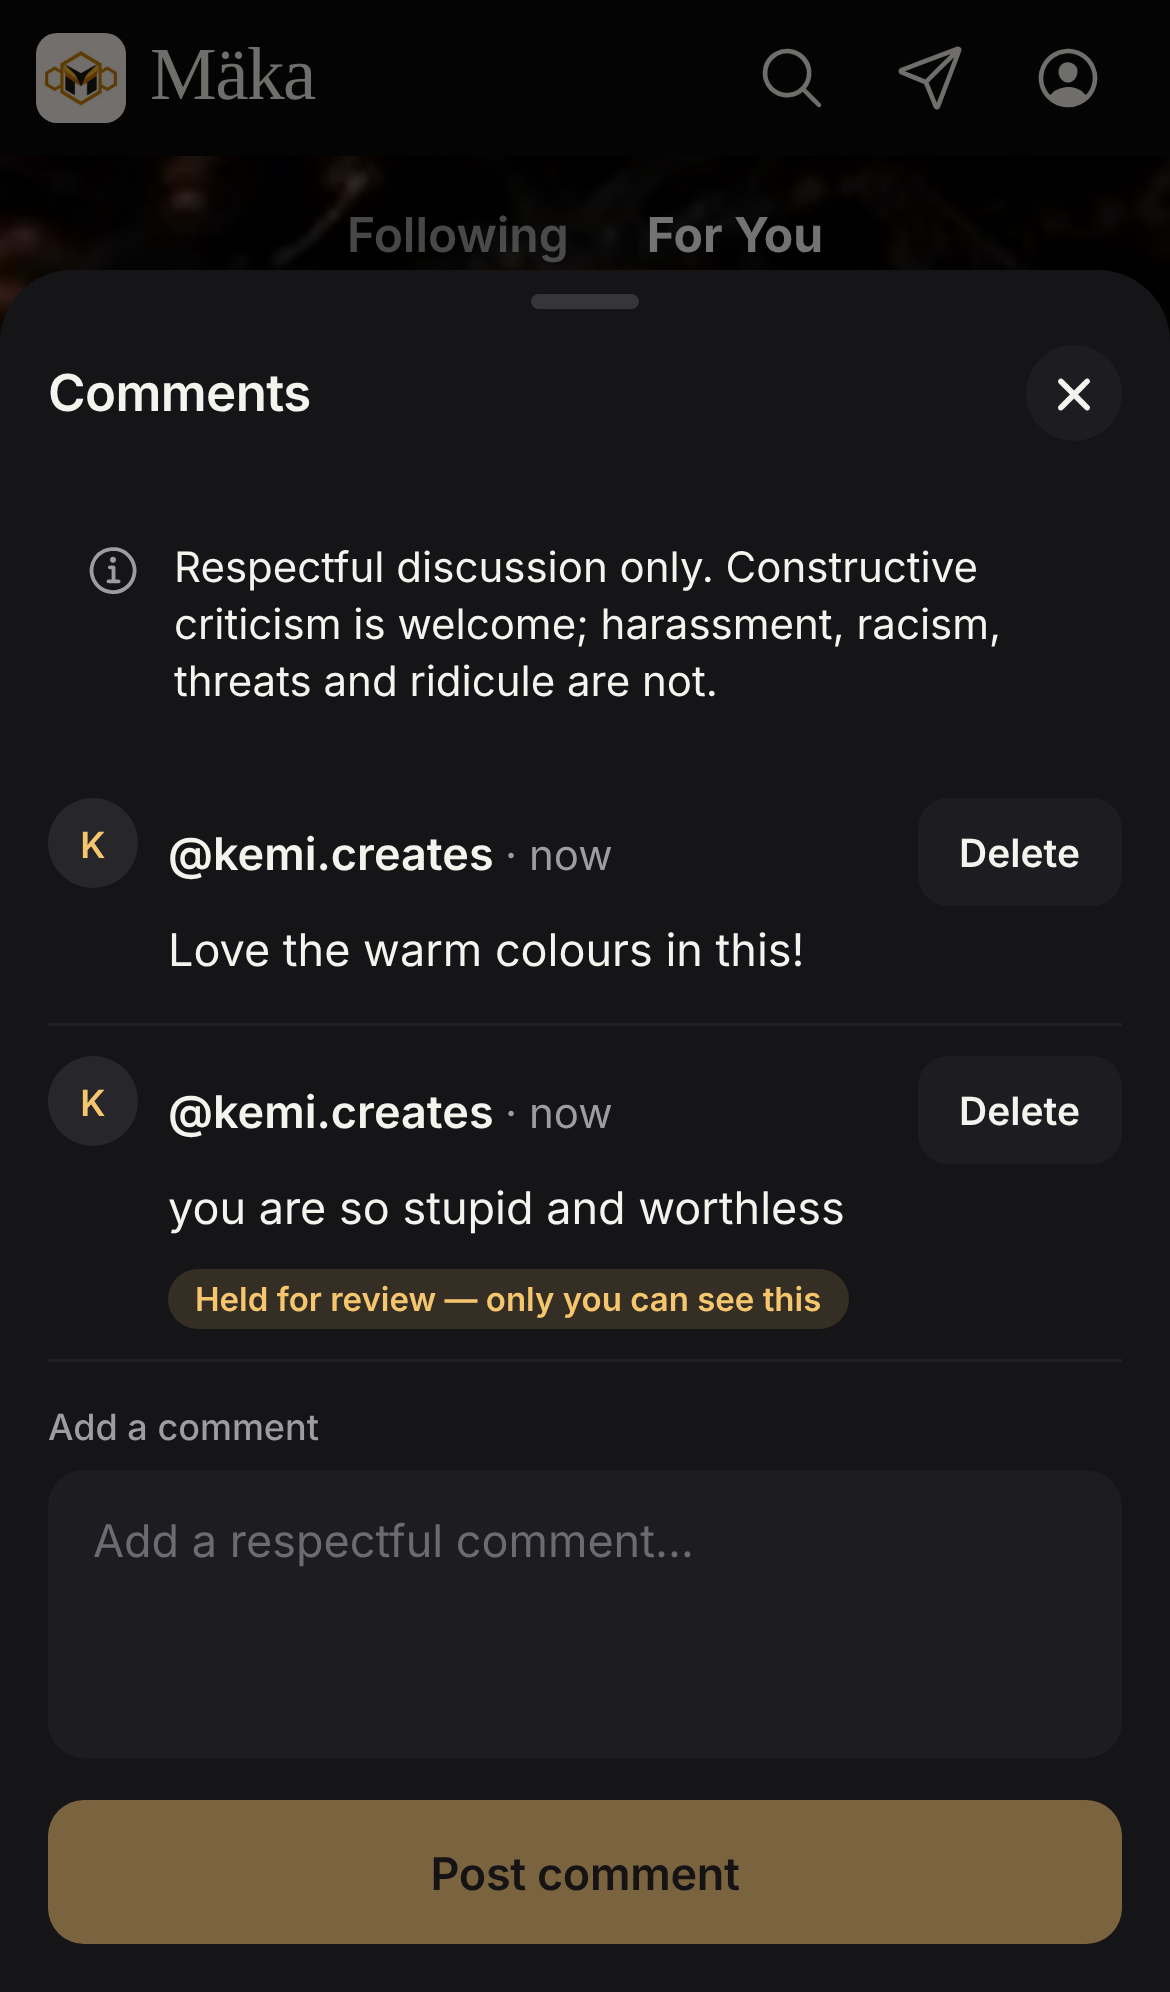 Mäka
Following
For You
Comments
Respectful discussion only. Constructive
criticism is welcome; harassment, racism,
threats and ridicule are not.
K
@kemi.creates · now
Delete
Love the warm colours in this!
K
@kemi.creates · now
Delete
you are so stupid and worthless
Held for review — only you can see this
Add a comment
Add a respectful comment...
Post comment